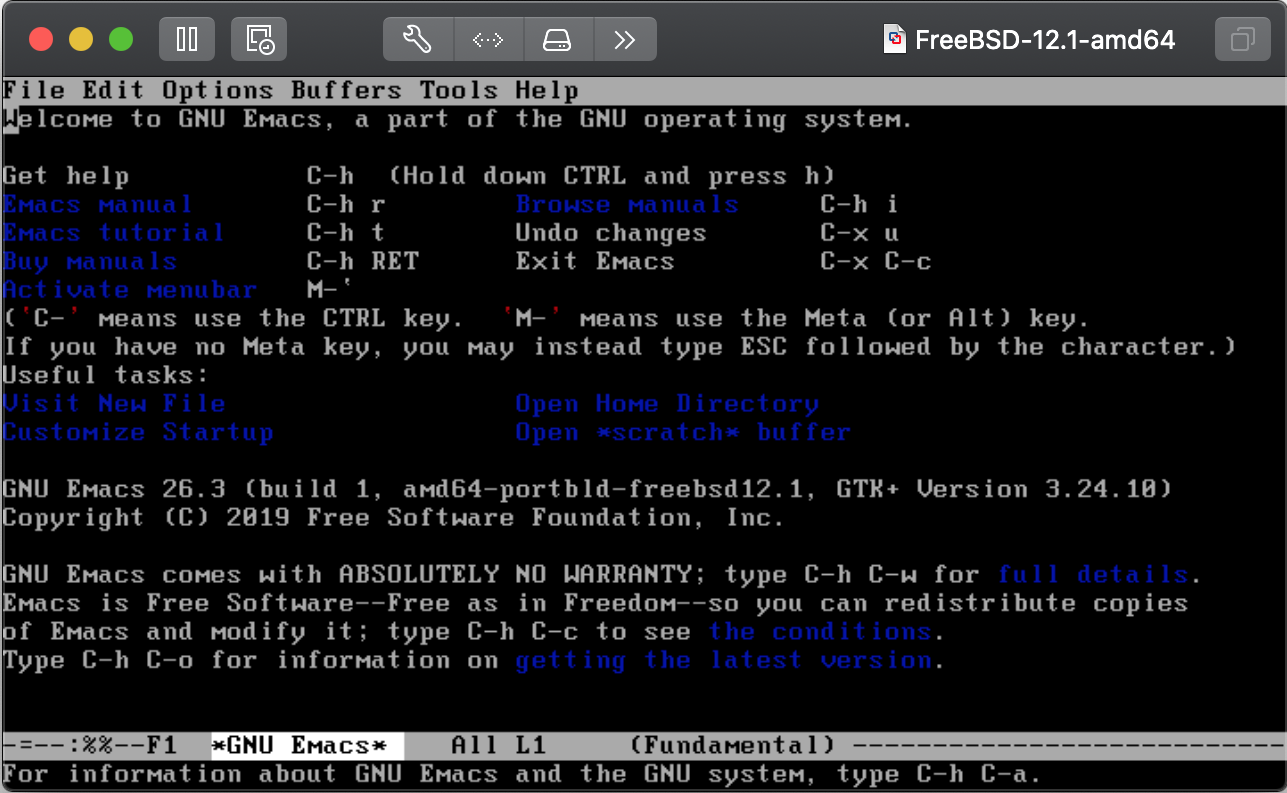 FreeBSD-12.1-amd64
File Edit Options Buffers Tools Help
Welcome to GNU Emacs, a part of the GNU operating system.
Get help C-h (Hold down CTRL and press h)
Emacs manual C-h r Browse manuals C-h i
Emacs tutorial C-h t Undo changes C-x u
Buy manuals C-h RET Exit Emacs C-x C-c
Activate menubar M-`
('C-' means use the CTRL key. 'M-' means use the Meta (or Alt) key.
If you have no Meta key, you may instead type ESC followed by the character.)
Useful tasks:
Visit New File Open Home Directory
Customize Startup Open *scratch* buffer
GNU Emacs 26.3 (build 1, amd64-portbld-freebsd12.1, GTK+ Version 3.24.10)
Copyright (C) 2019 Free Software Foundation, Inc.
GNU Emacs comes with ABSOLUTELY NO WARRANTY; type C-h C-w for full details.
Emacs is Free Software--Free as in Freedom--so you can redistribute copies
of Emacs and modify it; type C-h C-c to see the conditions.
Type C-h C-o for information on getting the latest version.
-=--:%%--F1 *GNU Emacs* All L1 (Fundamental) ---------------------------
For information about GNU Emacs and the GNU system, type C-h C-a.